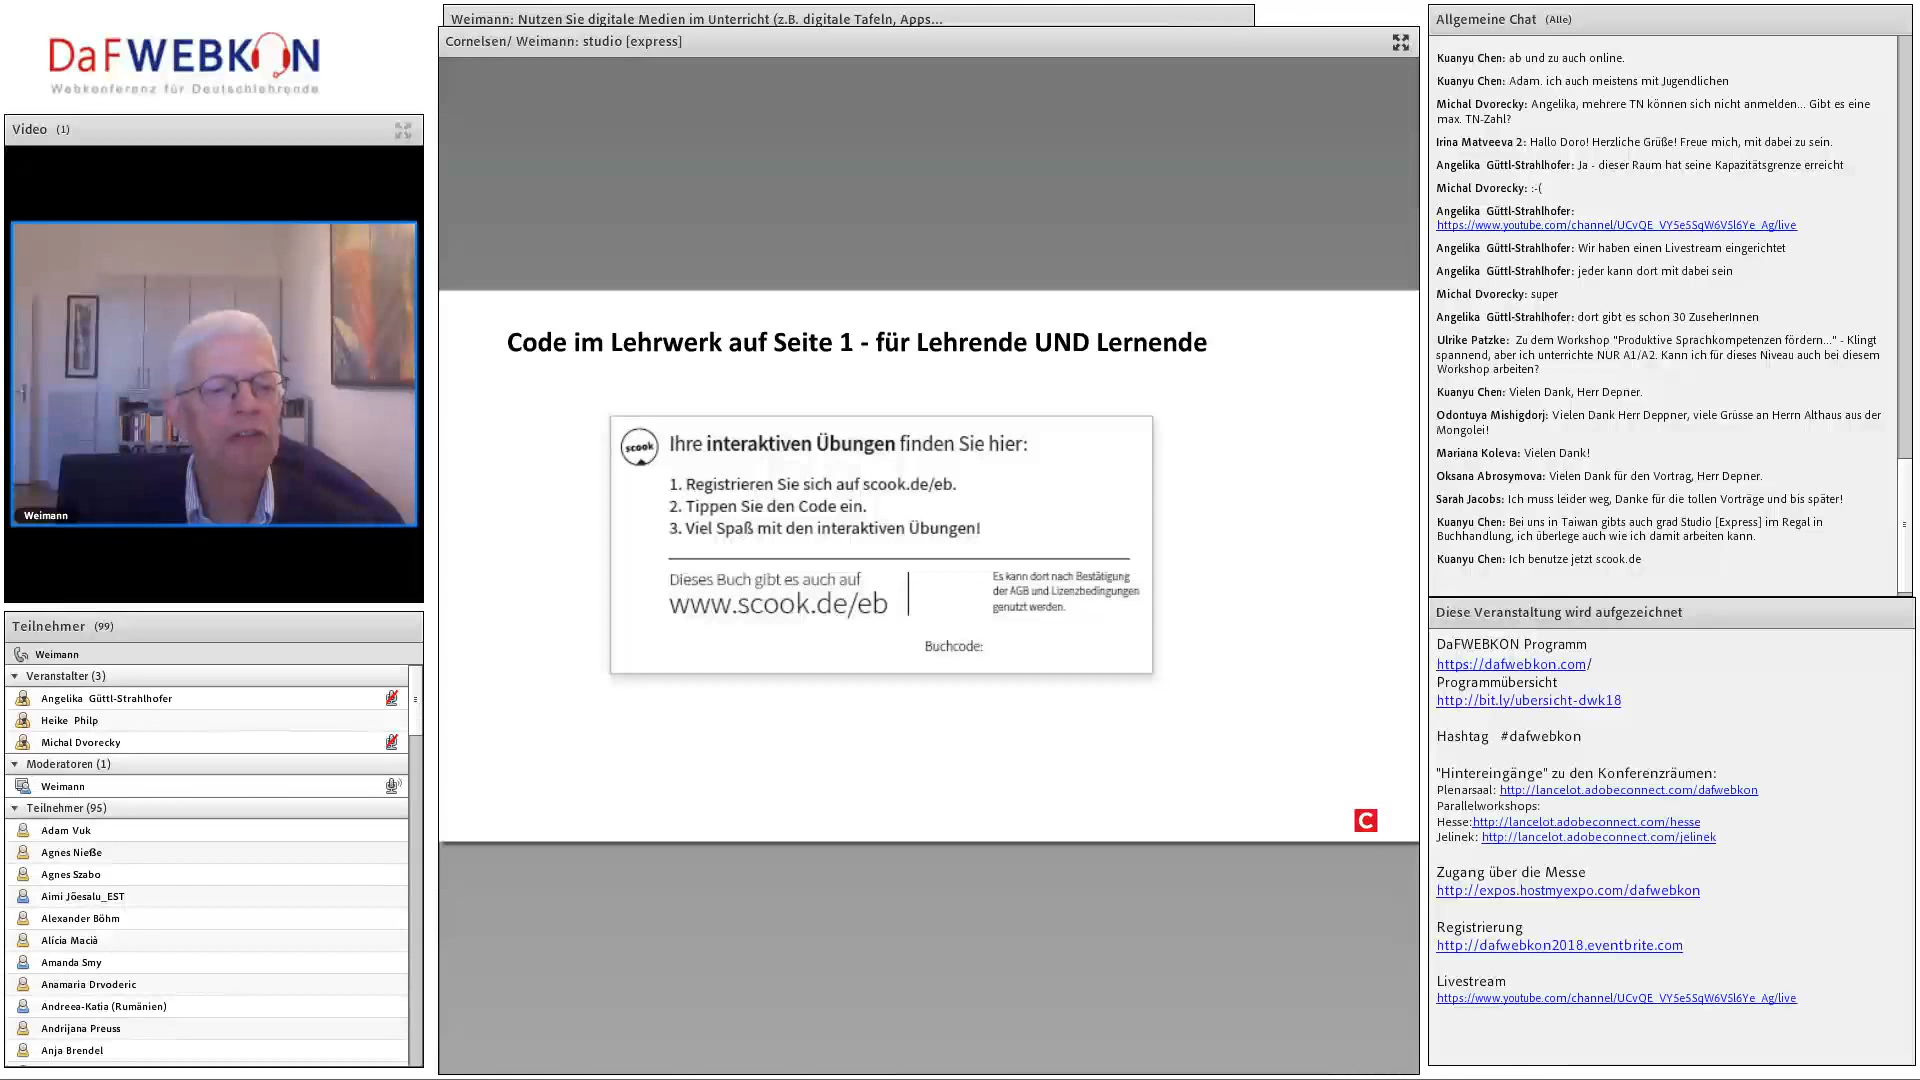 DaFWEBKON
Webkonferenz für Deutschlehrende
Video (1)
Weimann
Teilnehmer (99)
Weimann
Veranstalter (3)
Angelika Güttl-Strahlhofer
Heike Philp
Michal Dvorecky
Moderatoren (1)
Weimann
Teilnehmer (95)
Adam Vuk
Agnes Nieße
Agnes Szabo
Aimi Jõesalu_EST
Alexander Böhm
Alícia Macià
Amanda Smy
Anamaria Drvoderic
Andreea-Katia (Rumänien)
Andrijana Preuss
Anja Brendel
Weimann: Nutzen Sie digitale Medien im Unterricht (z.B. digitale Tafeln, Apps...
Cornelsen/ Weimann: studio [express]
Code im Lehrwerk auf Seite 1 - für Lehrende UND Lernende
scook
Ihre interaktiven Übungen finden Sie hier:
1. Registrieren Sie sich auf scook.de/eb.
2. Tippen Sie den Code ein.
3. Viel Spaß mit den interaktiven Übungen!
Dieses Buch gibt es auch auf
www.scook.de/eb
Es kann dort nach Bestätigung
der AGB und Lizenzbedingungen
genutzt werden.
Buchcode:
C
Allgemeine Chat (Alle)
Kuanyu Chen: ab und zu auch online.
Kuanyu Chen: Adam. ich auch meistens mit Jugendlichen
Michal Dvorecky: Angelika, mehrere TN können sich nicht anmelden... Gibt es eine
max. TN-Zahl?
Irina Matveeva 2: Hallo Doro! Herzliche Grüße! Freue mich, mit dabei zu sein.
Angelika Güttl-Strahlhofer: Ja - dieser Raum hat seine Kapazitätsgrenze erreicht
Michal Dvorecky: :-(
Angelika Güttl-Strahlhofer:
https://www.youtube.com/channel/UCvQE_VY5e5SqW6V5l6Ye_Ag/live
Angelika Güttl-Strahlhofer: Wir haben einen Livestream eingerichtet
Angelika Güttl-Strahlhofer: jeder kann dort mit dabei sein
Michal Dvorecky: super
Angelika Güttl-Strahlhofer: dort gibt es schon 30 ZuseherInnen
Ulrike Patzke: Zu dem Workshop "Produktive Sprachkompetenzen fördern..." - Klingt
spannend, aber ich unterrichte NUR A1/A2. Kann ich für dieses Niveau auch bei diesem
Workshop arbeiten?
Kuanyu Chen: Vielen Dank, Herr Depner.
Odontuya Mishigdorj: Vielen Dank Herr Deppner, viele Grüsse an Herrn Althaus aus der
Mongolei!
Mariana Koleva: Vielen Dank!
Oksana Abrosymova: Vielen Dank für den Vortrag, Herr Depner.
Sarah Jacobs: Ich muss leider weg, Danke für die tollen Vorträge und bis später!
Kuanyu Chen: Bei uns in Taiwan gibts auch grad Studio [Express] im Regal in
Buchhandlung, ich überlege auch wie ich damit arbeiten kann.
Kuanyu Chen: Ich benutze jetzt scook.de
Diese Veranstaltung wird aufgezeichnet
DaFWEBKON Programm
https://dafwebkon.com/
Programmübersicht
http://bit.ly/ubersicht-dwk18
Hashtag #dafwebkon
"Hintereingänge" zu den Konferenzräumen:
Plenarsaal: http://lancelot.adobeconnect.com/dafwebkon
Parallelworkshops:
Hesse:http://lancelot.adobeconnect.com/hesse
Jelinek: http://lancelot.adobeconnect.com/jelinek
Zugang über die Messe
http://expos.hostmyexpo.com/dafwebkon
Registrierung
http://dafwebkon2018.eventbrite.com
Livestream
https://www.youtube.com/channel/UCvQE_VY5e5SqW6V5l6Ye_Ag/live